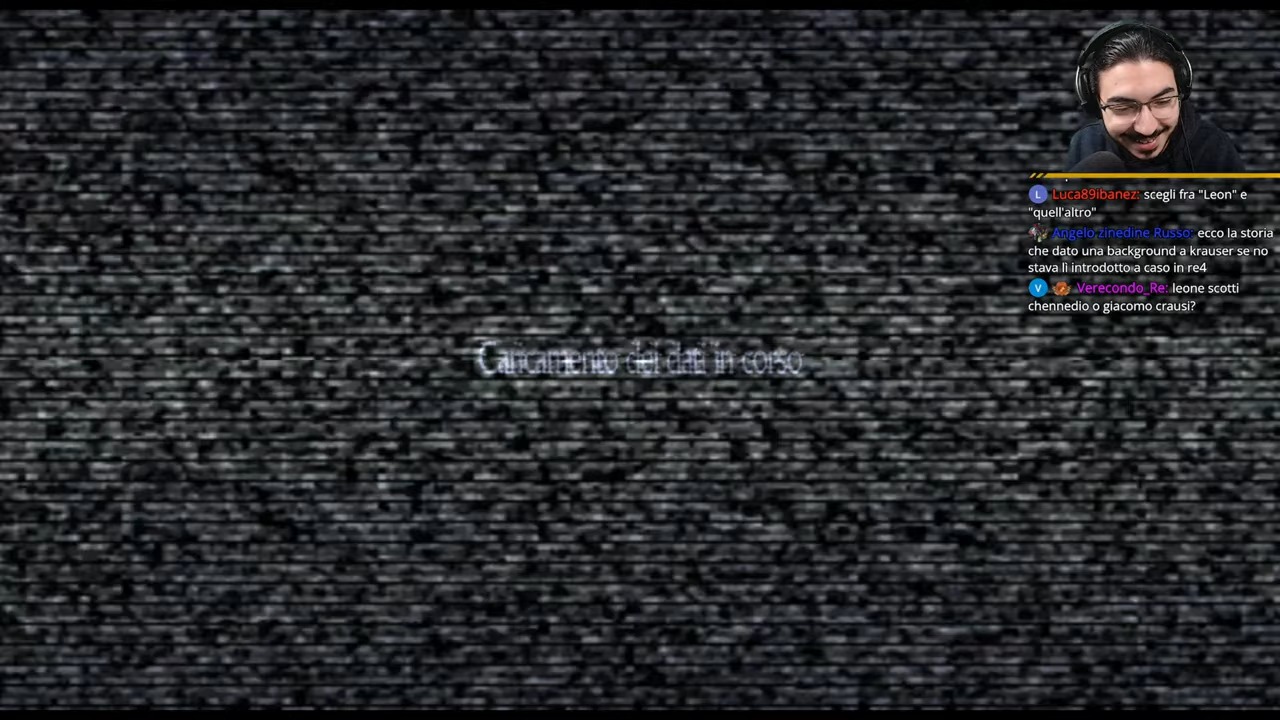 L Luca89ibanez: scegli fra "Leon" e
"quell'altro"
Angelo zinedine Russo: ecco la storia
che dato una background a krauser se no
stava lì introdotto a caso in re4
V Verecondo_Re: leone scotti
chennedio o giacomo crausi?
Caricamento dei dati in corso